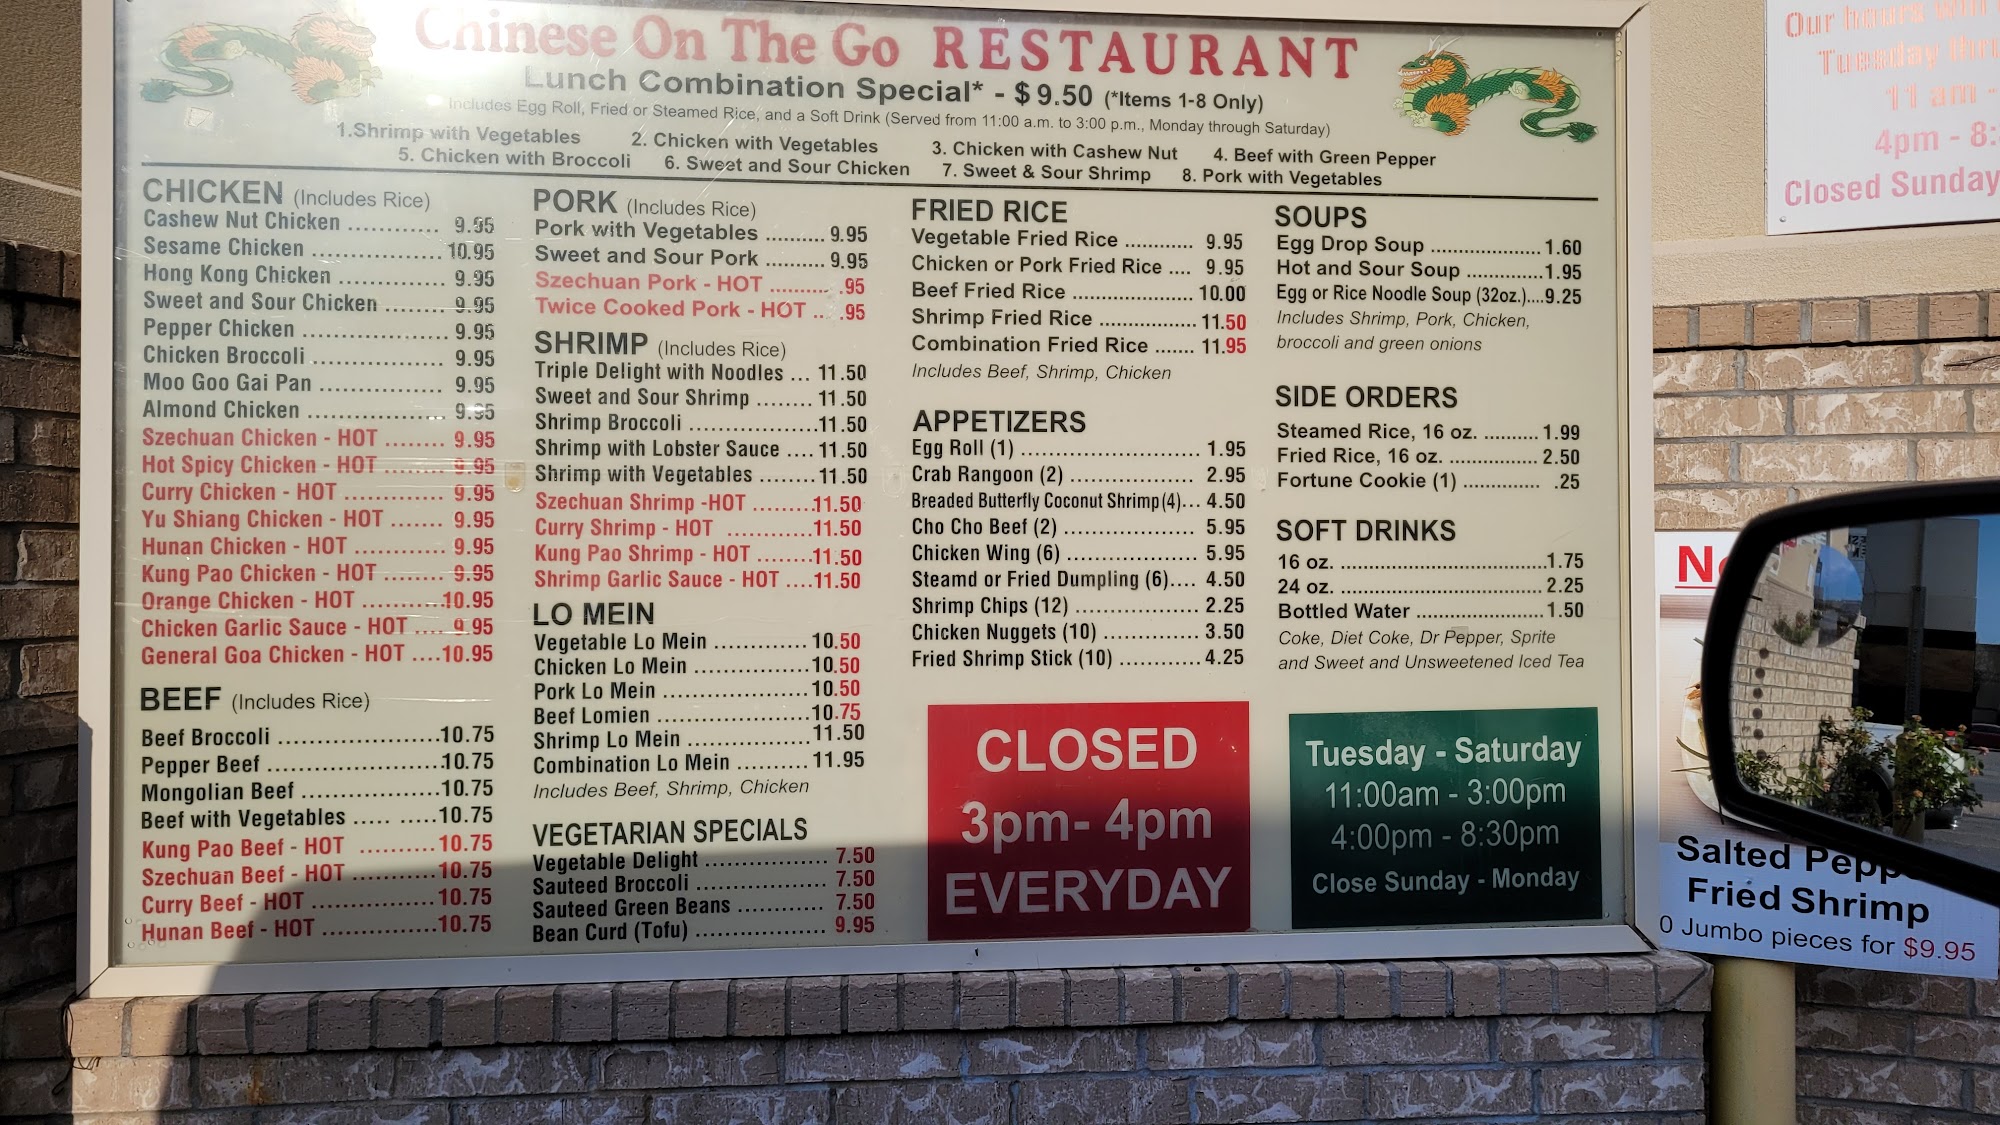 Chinese On The Go RESTAURANT
Lunch Combination Special* - $9.50 (*Items 1-8 Only)
Includes Egg Roll, Fried or Steamed Rice, and a Soft Drink (Served from 11:00 a.m. to 3:00 p.m., Monday through Saturday)
1.Shrimp with Vegetables 2. Chicken with Vegetables 3. Chicken with Cashew Nut 4. Beef with Green Pepper
5. Chicken with Broccoli 6. Sweet and Sour Chicken 7. Sweet & Sour Shrimp 8. Pork with Vegetables
CHICKEN (Includes Rice)
Cashew Nut Chicken ............ 9.95
Sesame Chicken ................ 10.95
Hong Kong Chicken ............. 9.95
Sweet and Sour Chicken ........ 9.95
Pepper Chicken ................... 9.95
Chicken Broccoli ................. 9.95
Moo Goo Gai Pan ................ 9.95
Almond Chicken .................. 9.95
Szechuan Chicken - HOT ........ 9.95
Hot Spicy Chicken - HOT ........ 9.95
Curry Chicken - HOT ............. 9.95
Yu Shiang Chicken - HOT ....... 9.95
Hunan Chicken - HOT ............ 9.95
Kung Pao Chicken - HOT ........ 9.95
Orange Chicken - HOT ...........10.95
Chicken Garlic Sauce - HOT .... 9.95
General Goa Chicken - HOT ....10.95
BEEF (Includes Rice)
Beef Broccoli ......................10.75
Pepper Beef ........................10.75
Mongolian Beef ...................10.75
Beef with Vegetables ..... .....10.75
Kung Pao Beef - HOT ..........10.75
Szechuan Beef - HOT ............10.75
Curry Beef - HOT .................10.75
Hunan Beef - HOT ...............10.75
PORK (Includes Rice)
Pork with Vegetables .......... 9.95
Sweet and Sour Pork .......... 9.95
Szechuan Pork - HOT .......... .95
Twice Cooked Pork - HOT .. .95
SHRIMP (Includes Rice)
Triple Delight with Noodles ... 11.50
Sweet and Sour Shrimp ........ 11.50
Shrimp Broccoli ...................11.50
Shrimp with Lobster Sauce .... 11.50
Shrimp with Vegetables ........11.50
Szechuan Shrimp -HOT .........11.50
Curry Shrimp - HOT ............11.50
Kung Pao Shrimp - HOT ........11.50
Shrimp Garlic Sauce - HOT ....11.50
LO MEIN
Vegetable Lo Mein .............. 10.50
Chicken Lo Mein ................. 10.50
Pork Lo Mein ..................... 10.50
Beef Lomien .......................10.75
Shrimp Lo Mein ...................11.50
Combination Lo Mein .......... 11.95
Includes Beef, Shrimp, Chicken
VEGETARIAN SPECIALS
Vegetable Delight ................. 7.50
Sauteed Broccoli .................. 7.50
Sauteed Green Beans ............ 7.50
Bean Curd (Tofu) .................. 9.95
FRIED RICE
Vegetable Fried Rice ............ 9.95
Chicken or Pork Fried Rice .... 9.95
Beef Fried Rice ................... 10.00
Shrimp Fried Rice ................ 11.50
Combination Fried Rice ....... 11.95
Includes Beef, Shrimp, Chicken
APPETIZERS
Egg Roll (1) ............................ 1.95
Crab Rangoon (2) ................... 2.95
Breaded Butterfly Coconut Shrimp(4)... 4.50
Cho Cho Beef (2) .................... 5.95
Chicken Wing (6) .................... 5.95
Steamd or Fried Dumpling (6).... 4.50
Shrimp Chips (12) ................... 2.25
Chicken Nuggets (10) .............. 3.50
Fried Shrimp Stick (10) ............ 4.25
SOUPS
Egg Drop Soup .................. 1.60
Hot and Sour Soup ............1.95
Egg or Rice Noodle Soup (32oz.)....9.25
Includes Shrimp, Pork, Chicken,
broccoli and green onions
SIDE ORDERS
Steamed Rice, 16 oz. .......... 1.99
Fried Rice, 16 oz. ................ 2.50
Fortune Cookie (1) .............. .25
SOFT DRINKS
16 oz. ..................................1.75
24 oz. .................................. 2.25
Bottled Water .....................1.50
Coke, Diet Coke, Dr Pepper, Sprite
and Sweet and Unsweetened Iced Tea
CLOSED
3pm- 4pm
EVERYDAY
Tuesday - Saturday
11:00am - 3:00pm
4:00pm - 8:30pm
Close Sunday - Monday
Our hours will
Tuesday
11 am -
4pm - 8:
Closed Sunday
Salted
Fried Shrimp
0 Jumbo pieces for $9.95